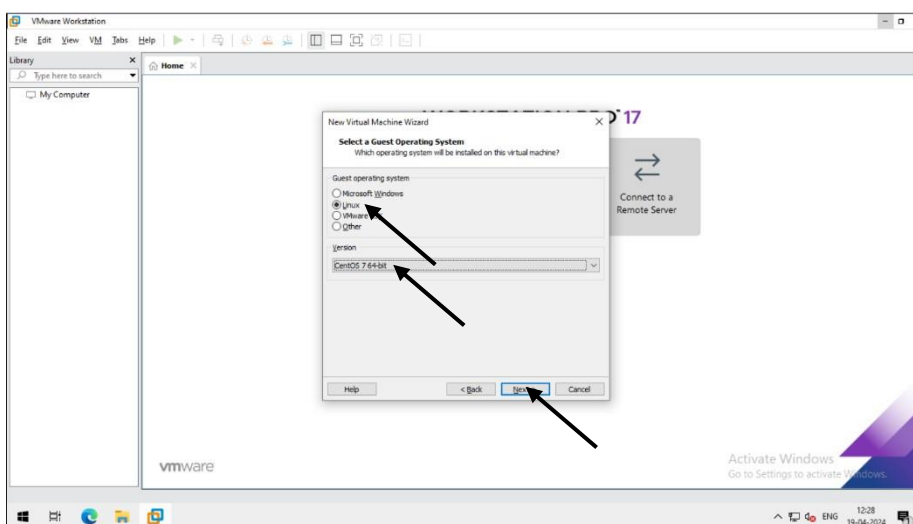 VMware Workstation
File Edit View VM Tabs Help
Library
Type here to search
My Computer
Home
17
Connect to a
Remote Server
New Virtual Machine Wizard
Select a Guest Operating System
Which operating system will be installed on this virtual machine?
Guest operating system
Microsoft Windows
Linux
VMware
Other
Version
CentOS 7 64-bit
Help
< Back
Cancel
vmware
Activate Windows
Go to Settings to activate Windows.
ENG
12:28
19-04-2024